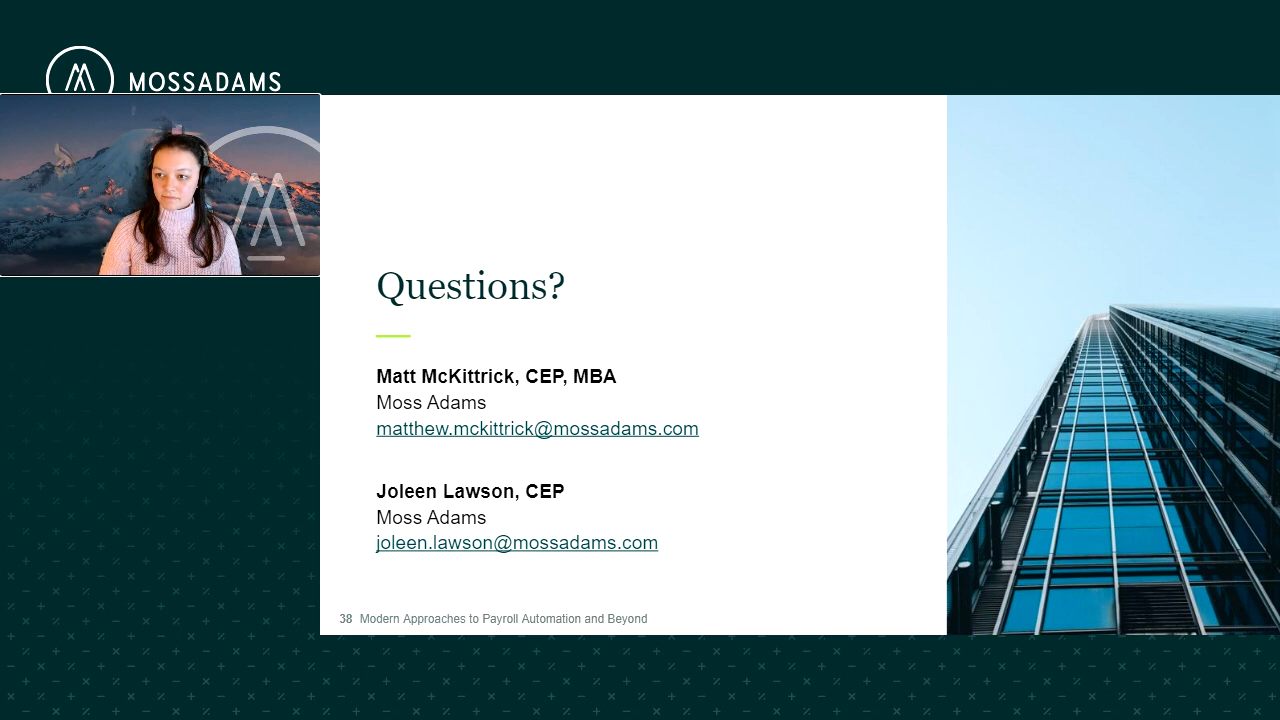 MOSSADAMS
Questions?
Matt McKittrick, CEP, MBA
Moss Adams
matthew.mckittrick@mossadams.com
Joleen Lawson, CEP
Moss Adams
joleen.lawson@mossadams.com
38 Modern Approaches to Payroll Automation and Beyond